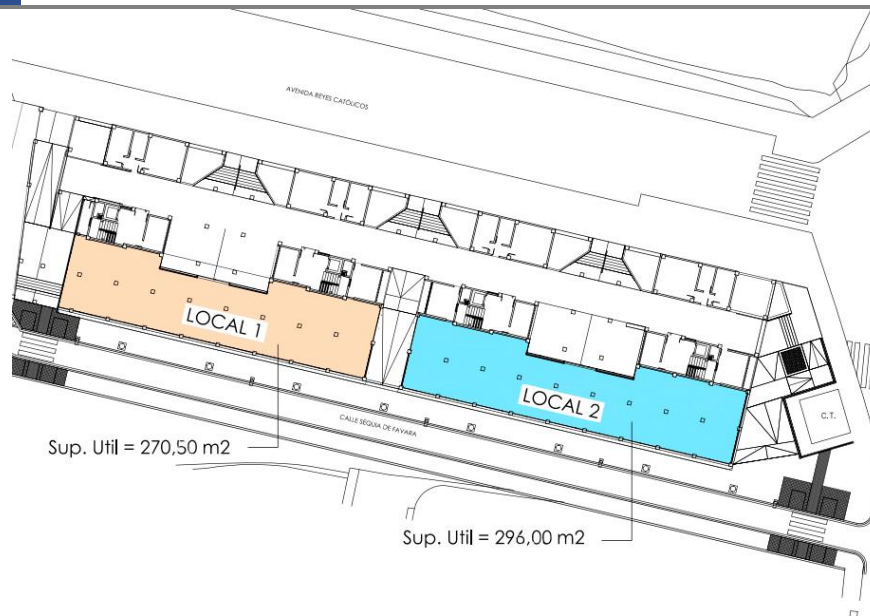 AVENIDA REYES CATÓLICOS
LOCAL 1
LOCAL 2
C.T.
CALLE SÈQUIA DE FAVARA
Sup. Util = 270,50 m2
Sup. Util = 296,00 m2